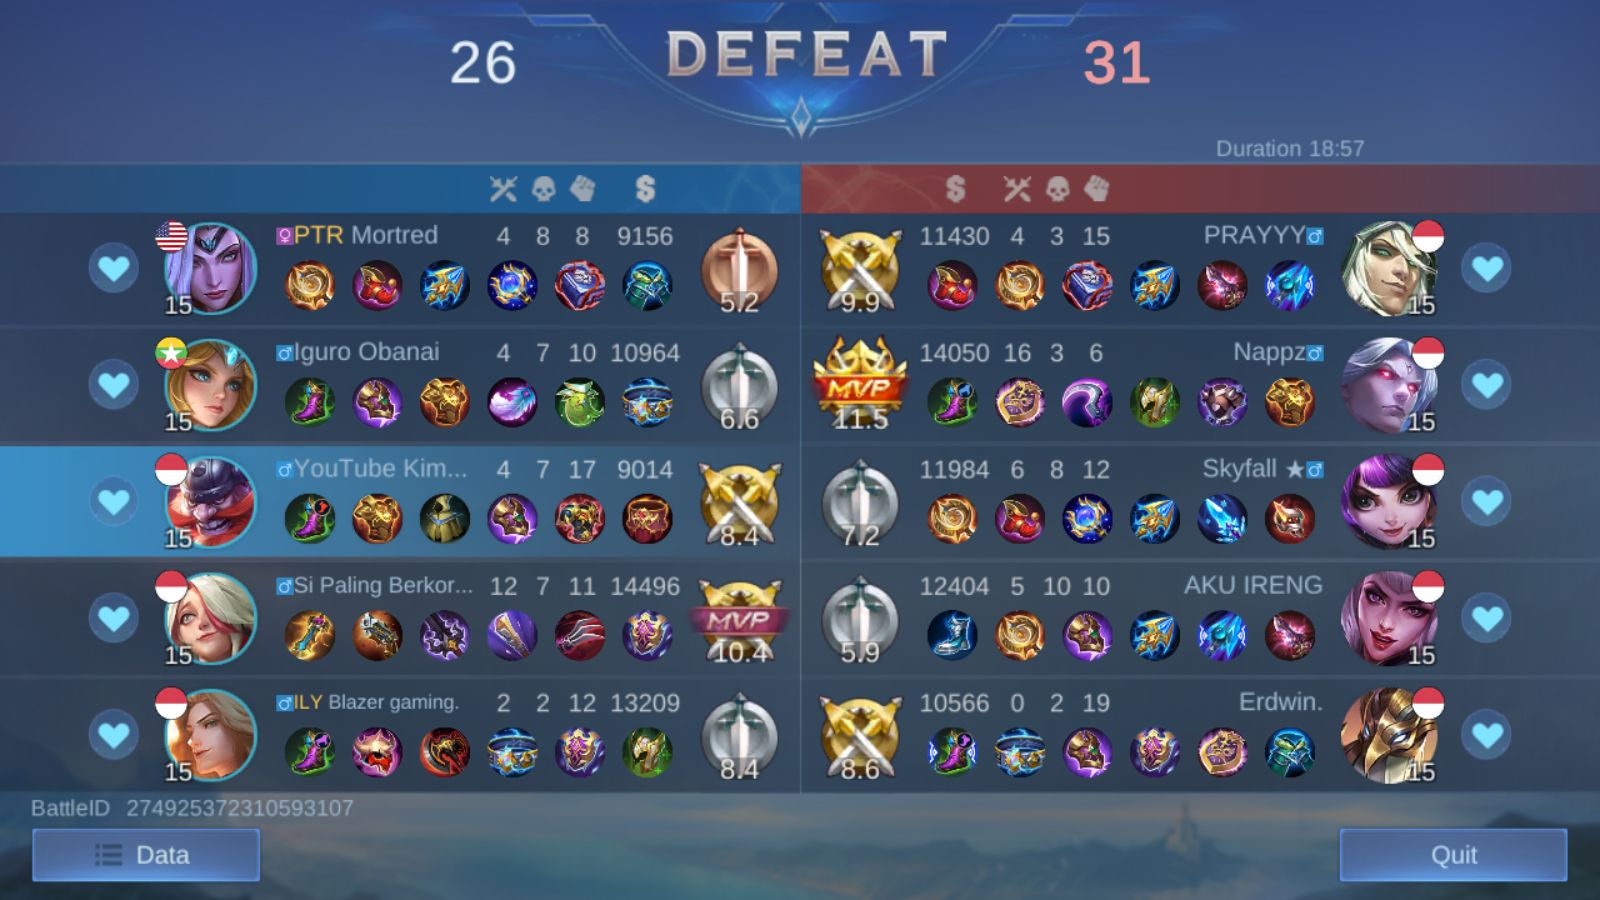 26 DEFEAT 31
Duration 18:57
PTR Mortred 4 8 8 9156
15 5.2
11430 4 3 15 PRAYYY
9.9 15
Iguro Obanai 4 7 10 10964
15 6.6
14050 16 3 6 Nappz
MVP
11.5 15
YouTube Kim... 4 7 17 9014
15 8.4
11984 6 8 12 Skyfall ★
7.2 15
Si Paling Berkor... 12 7 11 14496
MVP
15 10.4
12404 5 10 10 AKU IRENG
5.9 15
ILY Blazer gaming. 2 2 12 13209
15 8.4
10566 0 2 19 Erdwin.
8.6 15
BattleID 274925372310593107
Data
Quit